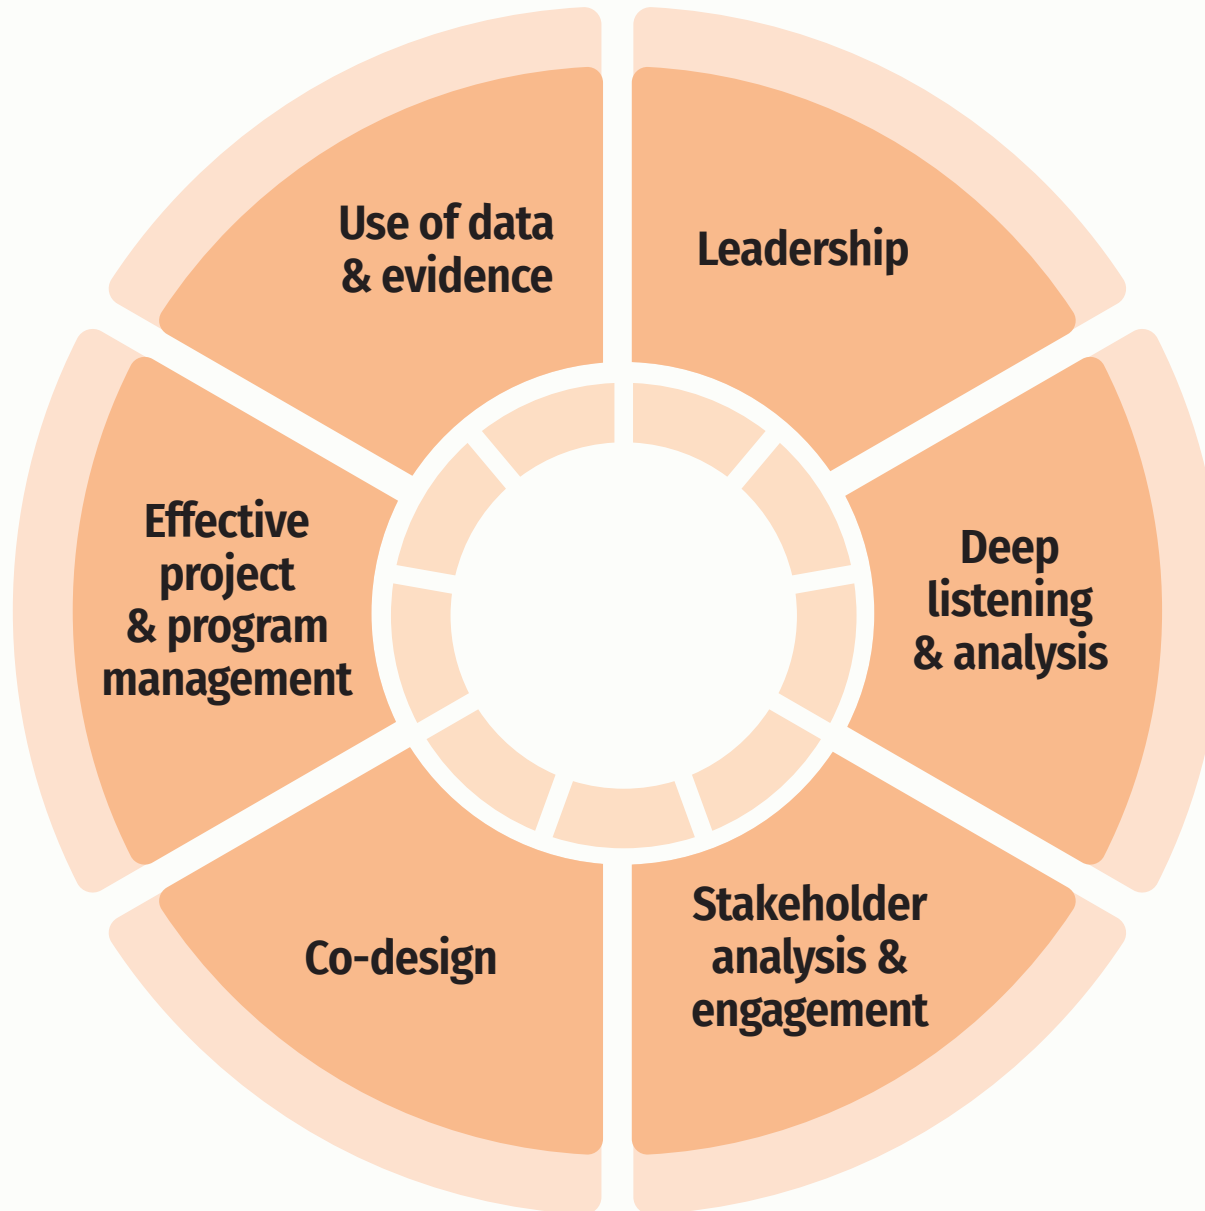 Use of data
& evidence
Leadership
Deep
listening
& analysis
Stakeholder
analysis &
engagement
Co-design
Effective
project
& program
management